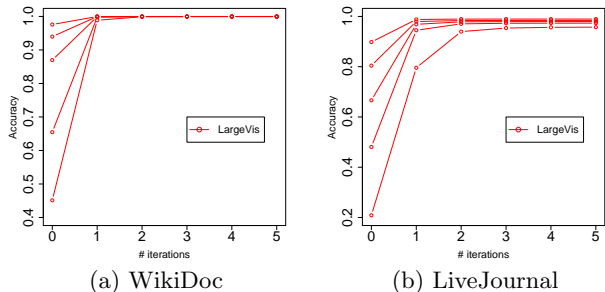 1.0
0.9
0.8
0.7
0.6
0.5
0.4
Accuracy
LargeVis
0 1 2 3 4 5
# iterations
(a) WikiDoc
1.0
0.8
0.6
0.4
0.2
Accuracy
LargeVis
0 1 2 3 4 5
# iterations
(b) LiveJournal